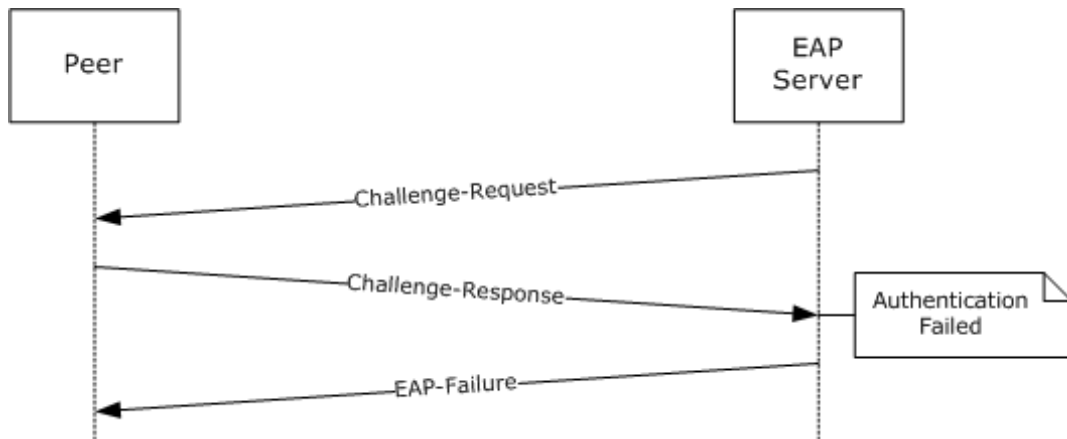 Peer
EAP
Server
Challenge-Request
Challenge-Response
Authentication
Failed
EAP-Failure